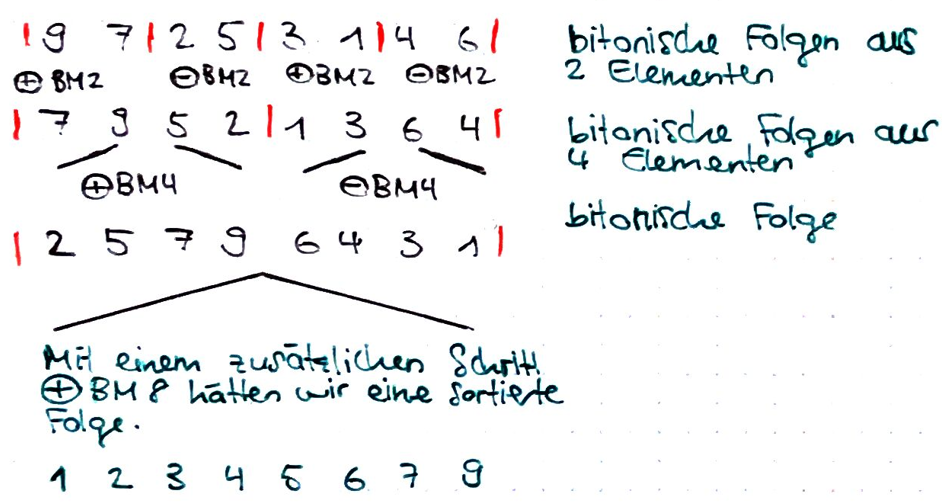 | 9 7 | 2 5 | 3 1 | 4 6 |
bitonische Folgen aus
2 Elementen
⊕ BM2 ⊖ BM2 ⊕ BM2 ⊖ BM2
| 7 9 5 2 | 1 3 6 4 |
bitonische Folgen aus
4 Elementen
⊕ BM4 ⊖ BM4
bitonische Folge
| 2 5 7 9 6 4 3 1 |
Mit einem zusätzlichen Schritt
⊕ BM 8 hätten wir eine sortierte
Folge.
1 2 3 4 5 6 7 9